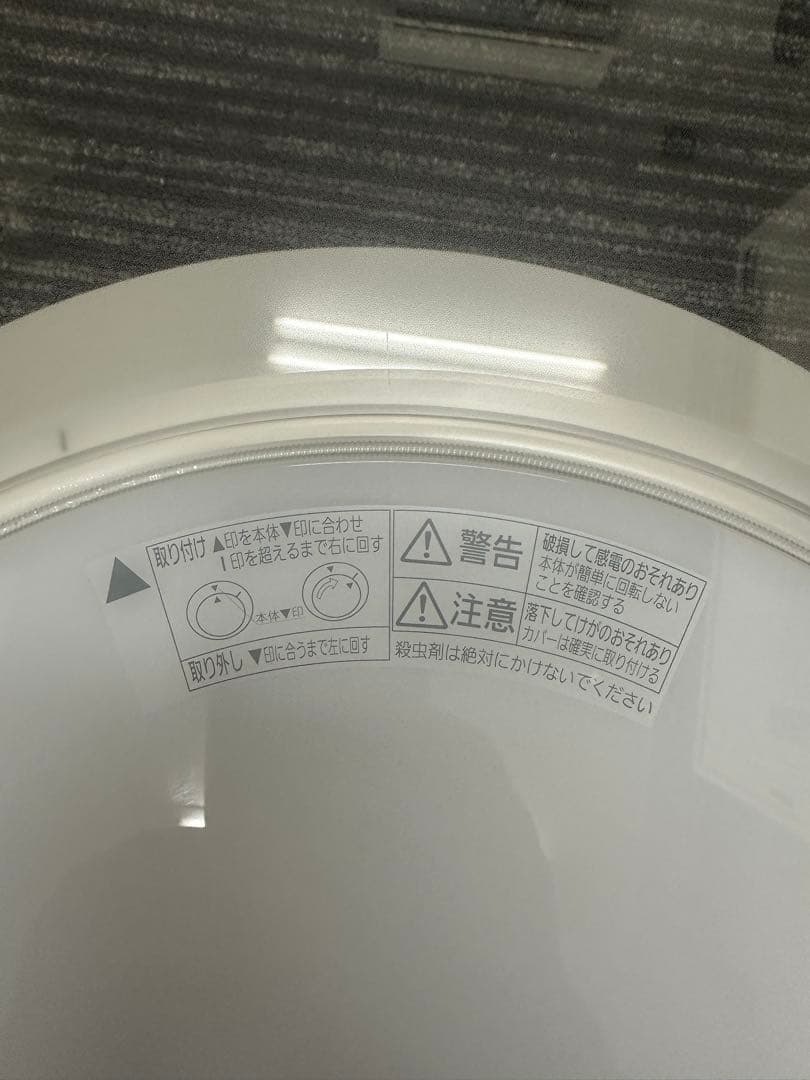 取り付け ▲印を本体▼印に合わせ
I印を超えるまで右に回す
本体▼印
取り外し ▼印に合うまで左に回す
⚠警告 破損して感電のおそれあり
本体が簡単に回転しない
ことを確認する
⚠注意 落下してけがのおそれあり
カバーは確実に取り付ける
殺虫剤は絶対にかけないでください